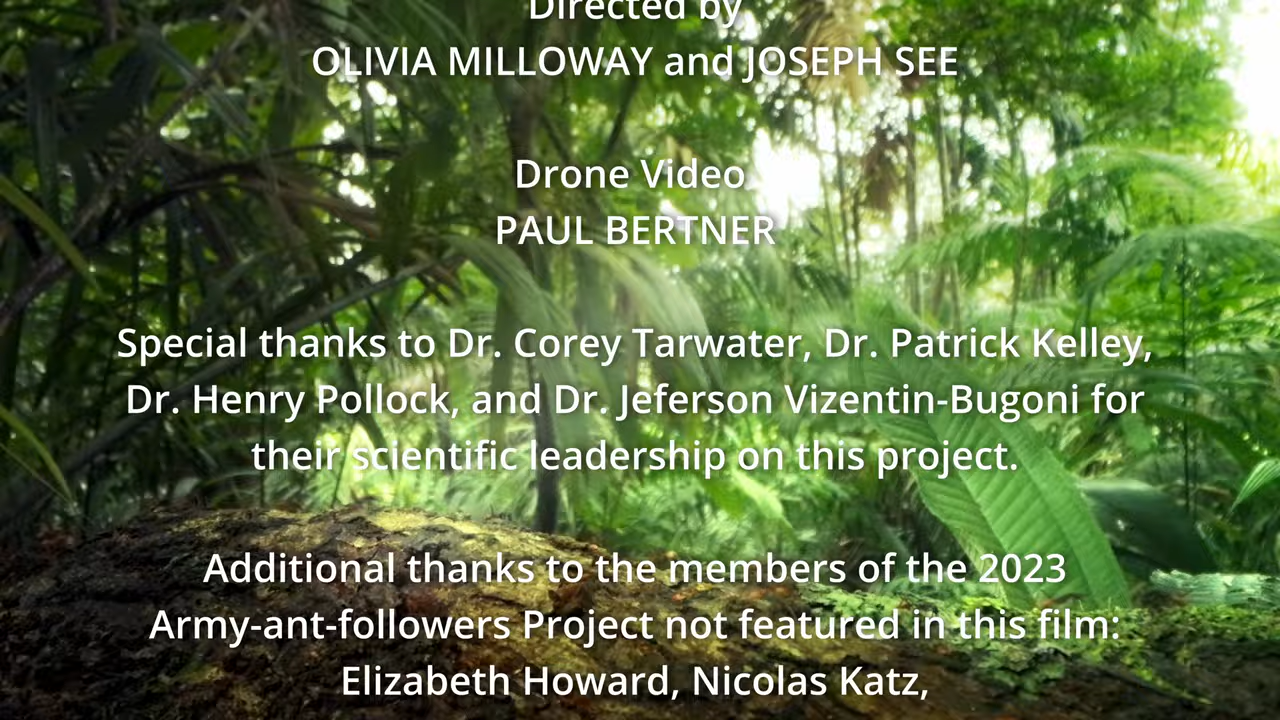 Directed by
OLIVIA MILLOWAY and JOSEPH SEE
Drone Video
PAUL BERTNER
Special thanks to Dr. Corey Tarwater, Dr. Patrick Kelley,
Dr. Henry Pollock, and Dr. Jeferson Vizentin-Bugoni for
their scientific leadership on this project.
Additional thanks to the members of the 2023
Army-ant-followers Project not featured in this film:
Elizabeth Howard, Nicolas Katz,